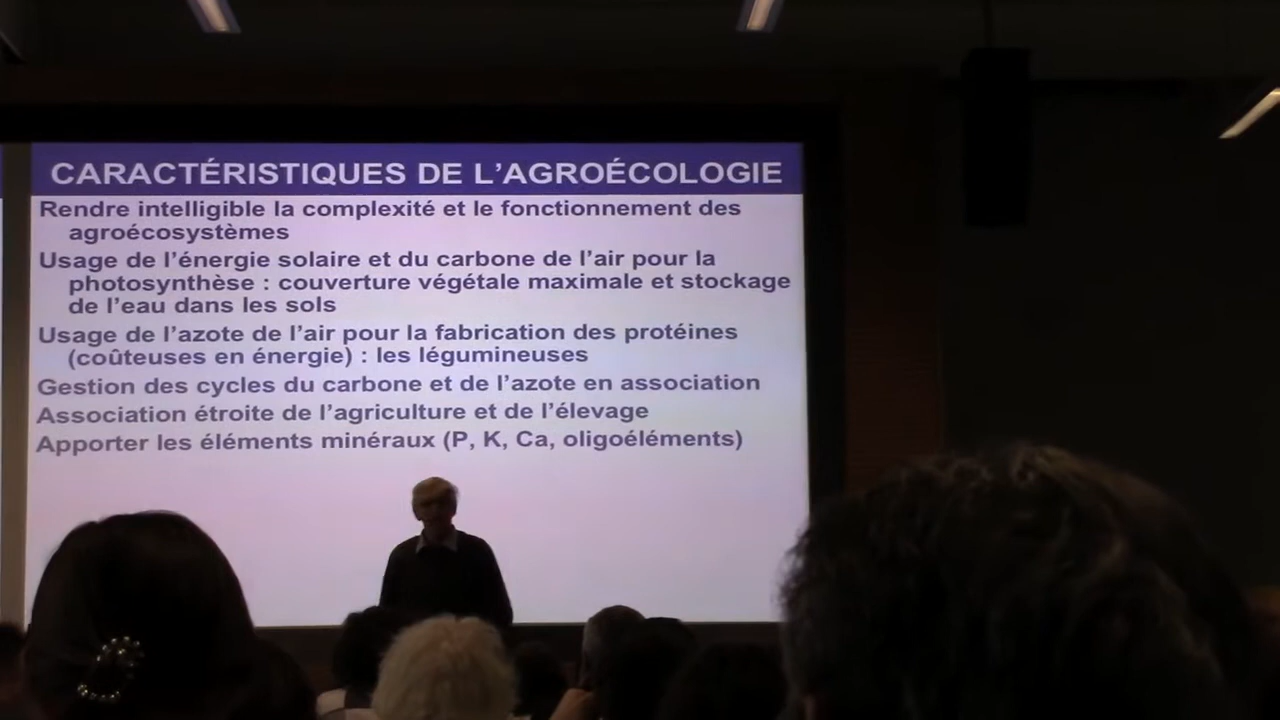 CARACTÉRISTIQUES DE L'AGROÉCOLOGIE
Rendre intelligible la complexité et le fonctionnement des
agroécosystèmes
Usage de l'énergie solaire et du carbone de l'air pour la
photosynthèse : couverture végétale maximale et stockage
de l'eau dans les sols
Usage de l'azote de l'air pour la fabrication des protéines
(coûteuses en énergie) : les légumineuses
Gestion des cycles du carbone et de l'azote en association
Association étroite de l'agriculture et de l'élevage
Apporter les éléments minéraux (P, K, Ca, oligoéléments)